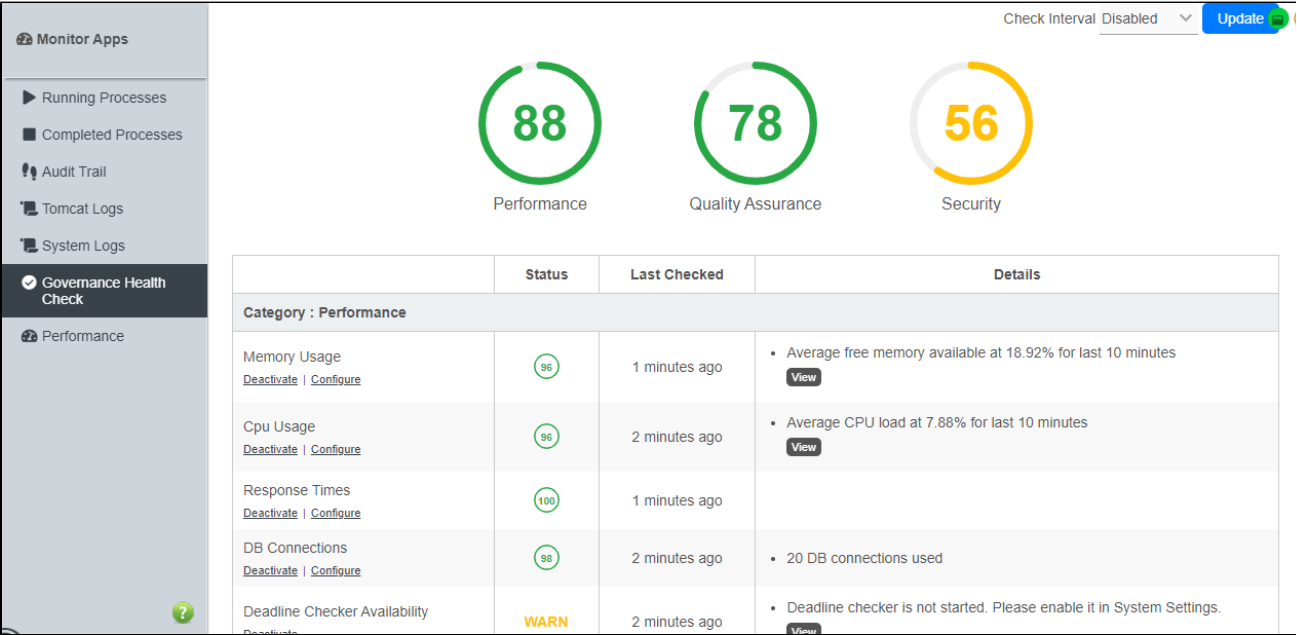 Monitor Apps
Check Interval Disabled
Update
Running Processes
Completed Processes
Audit Trail
Tomcat Logs
System Logs
Governance Health
Check
Performance
?
88
78
56
Performance
Quality Assurance
Security
Status
Last Checked
Details
Category : Performance
Memory Usage
Deactivate | Configure
96
1 minutes ago
• Average free memory available at 18.92% for last 10 minutes
View
Cpu Usage
Deactivate | Configure
96
2 minutes ago
• Average CPU load at 7.88% for last 10 minutes
View
Response Times
Deactivate | Configure
100
1 minutes ago
DB Connections
Deactivate | Configure
98
2 minutes ago
• 20 DB connections used
Deadline Checker Availability
Deactivate
WARN
2 minutes ago
• Deadline checker is not started. Please enable it in System Settings.
View